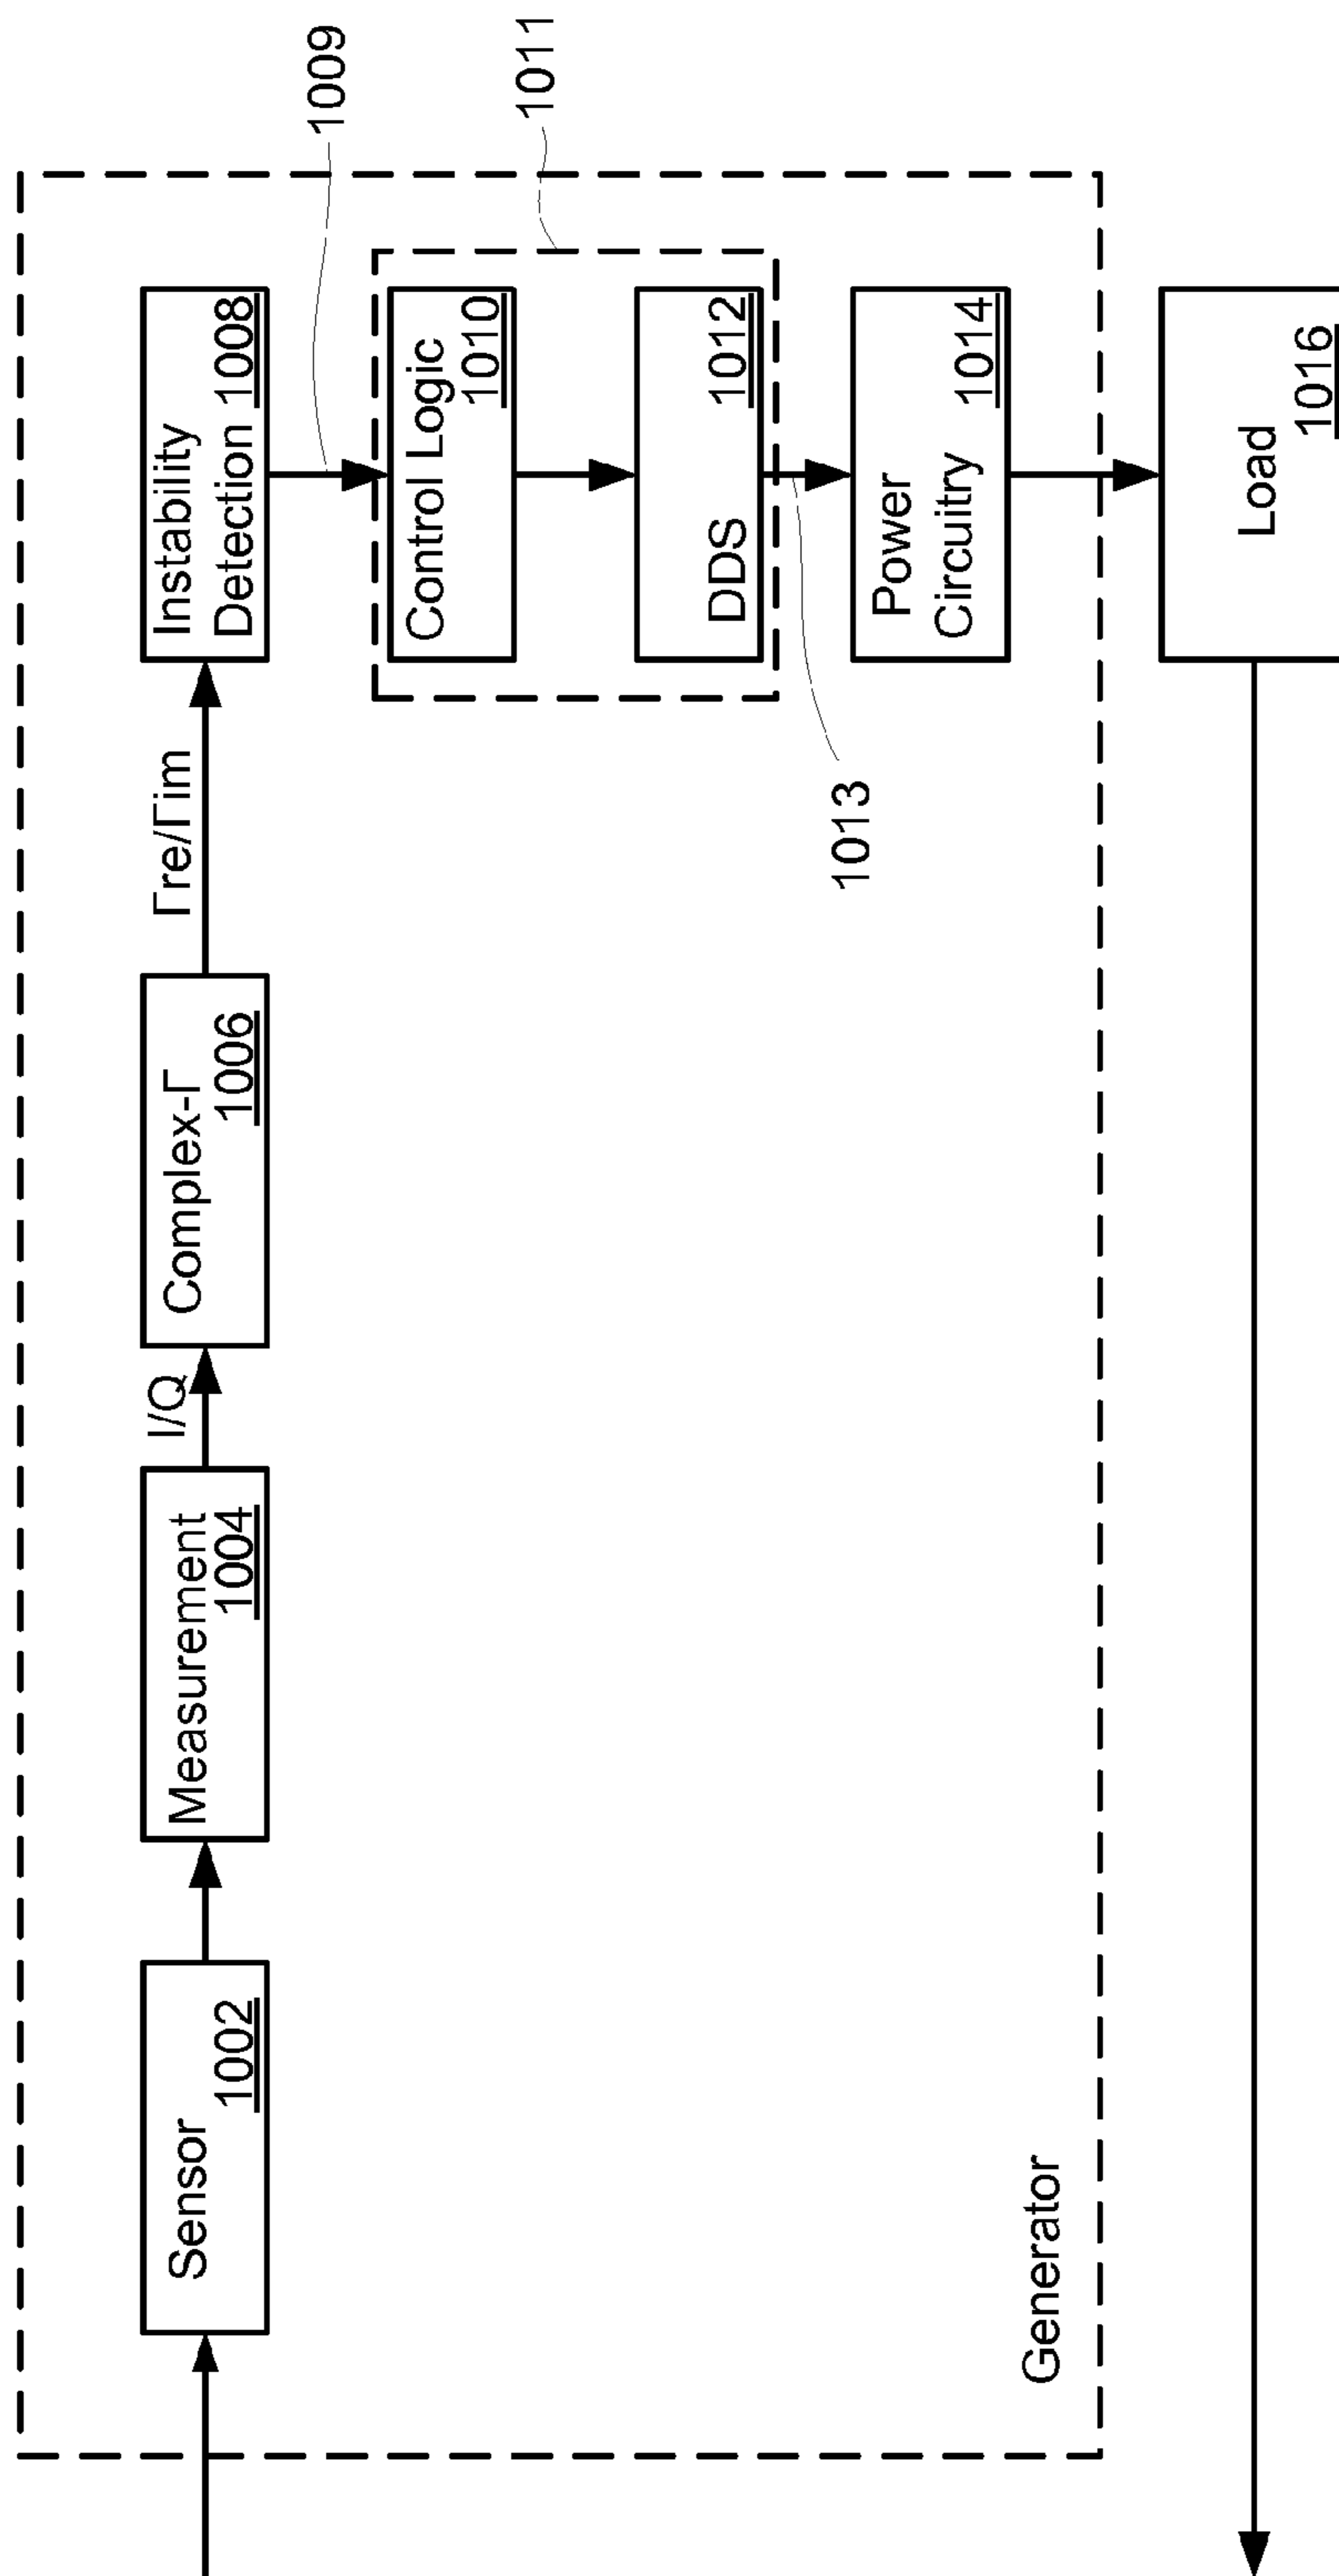 Sensor
1002
Measurement
1004
I/Q
Complex-Γ
1006
Γre/Γim
Instability
Detection 1008
1009
Control Logic
1010
1011
DDS
1012
1013
Power
Circuitry
1014
Generator
Load
1016